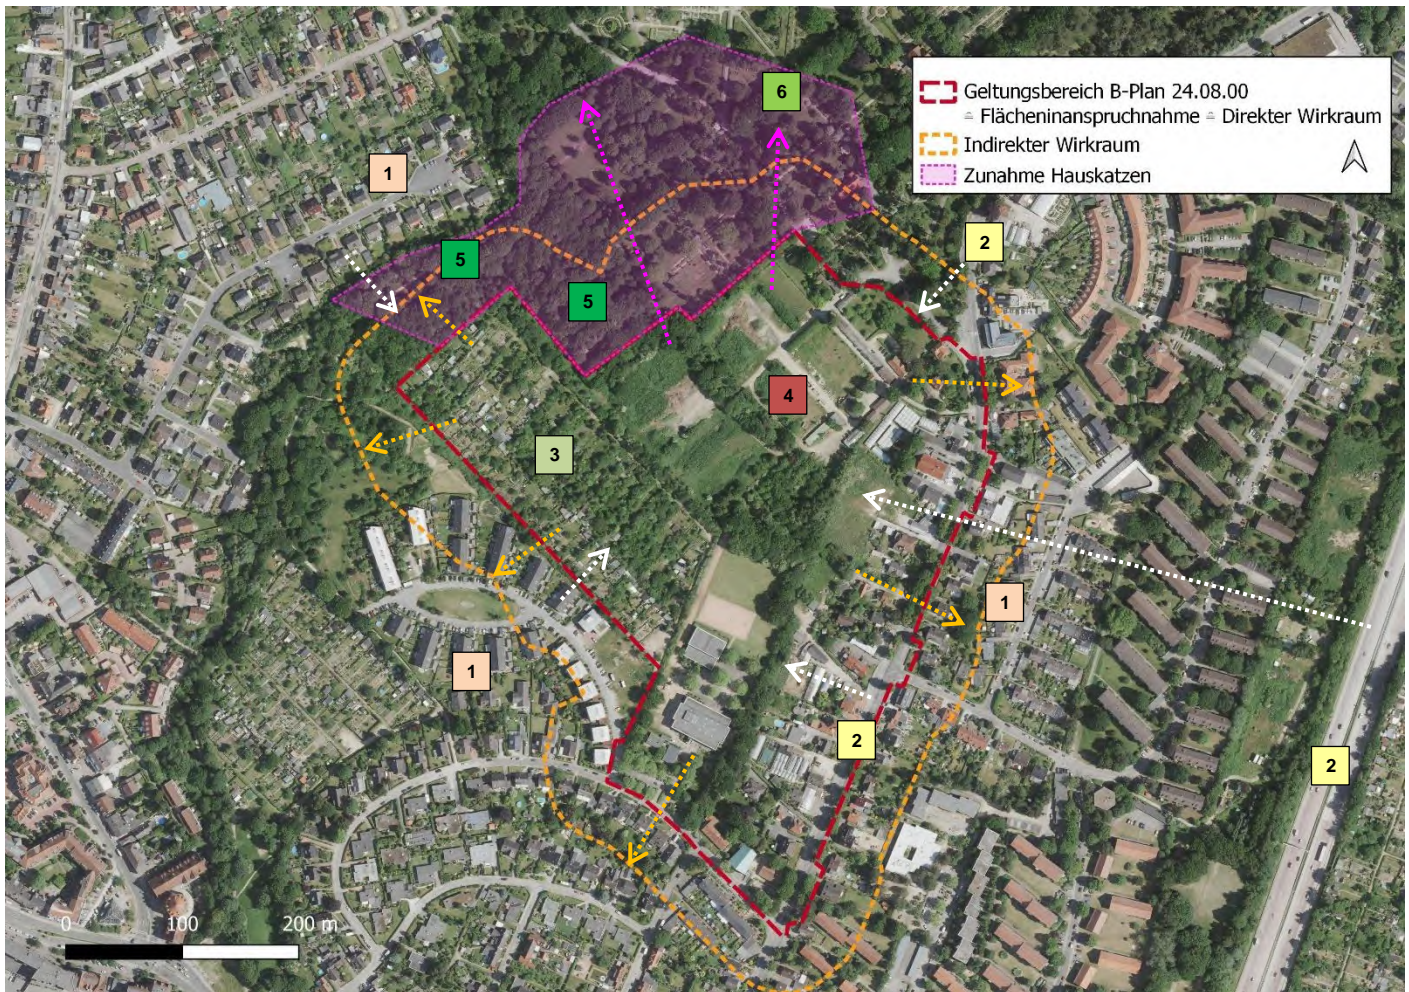 Geltungsbereich B-Plan 24.08.00
≙ Flächeninanspruchnahme ≙ Direkter Wirkraum
Indirekter Wirkraum
Zunahme Hauskatzen
6
1
2
5
5
4
3
1
1
2
2
0 100 200 m